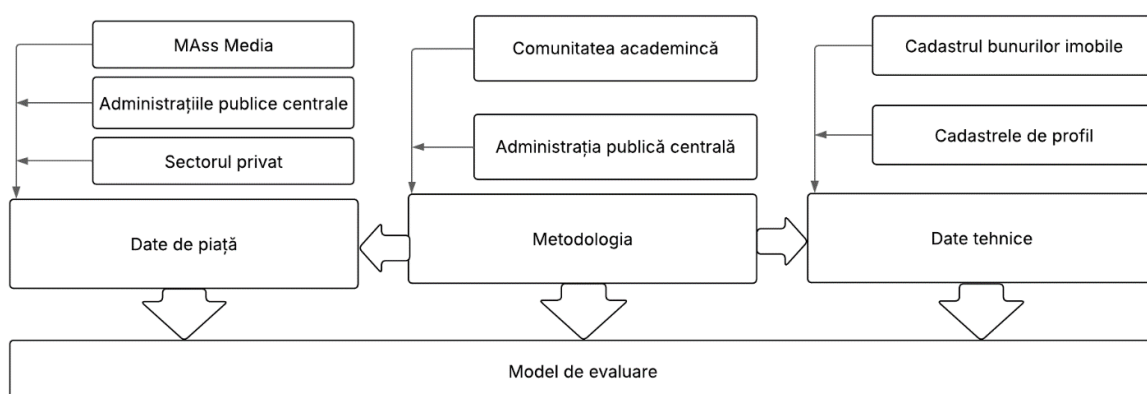 MAss Media
Administrațiile publice centrale
Sectorul privat
Date de piață
Comunitatea academincă
Administrația publică centrală
Metodologia
Cadastrul bunurilor imobile
Cadastrele de profil
Date tehnice
Model de evaluare